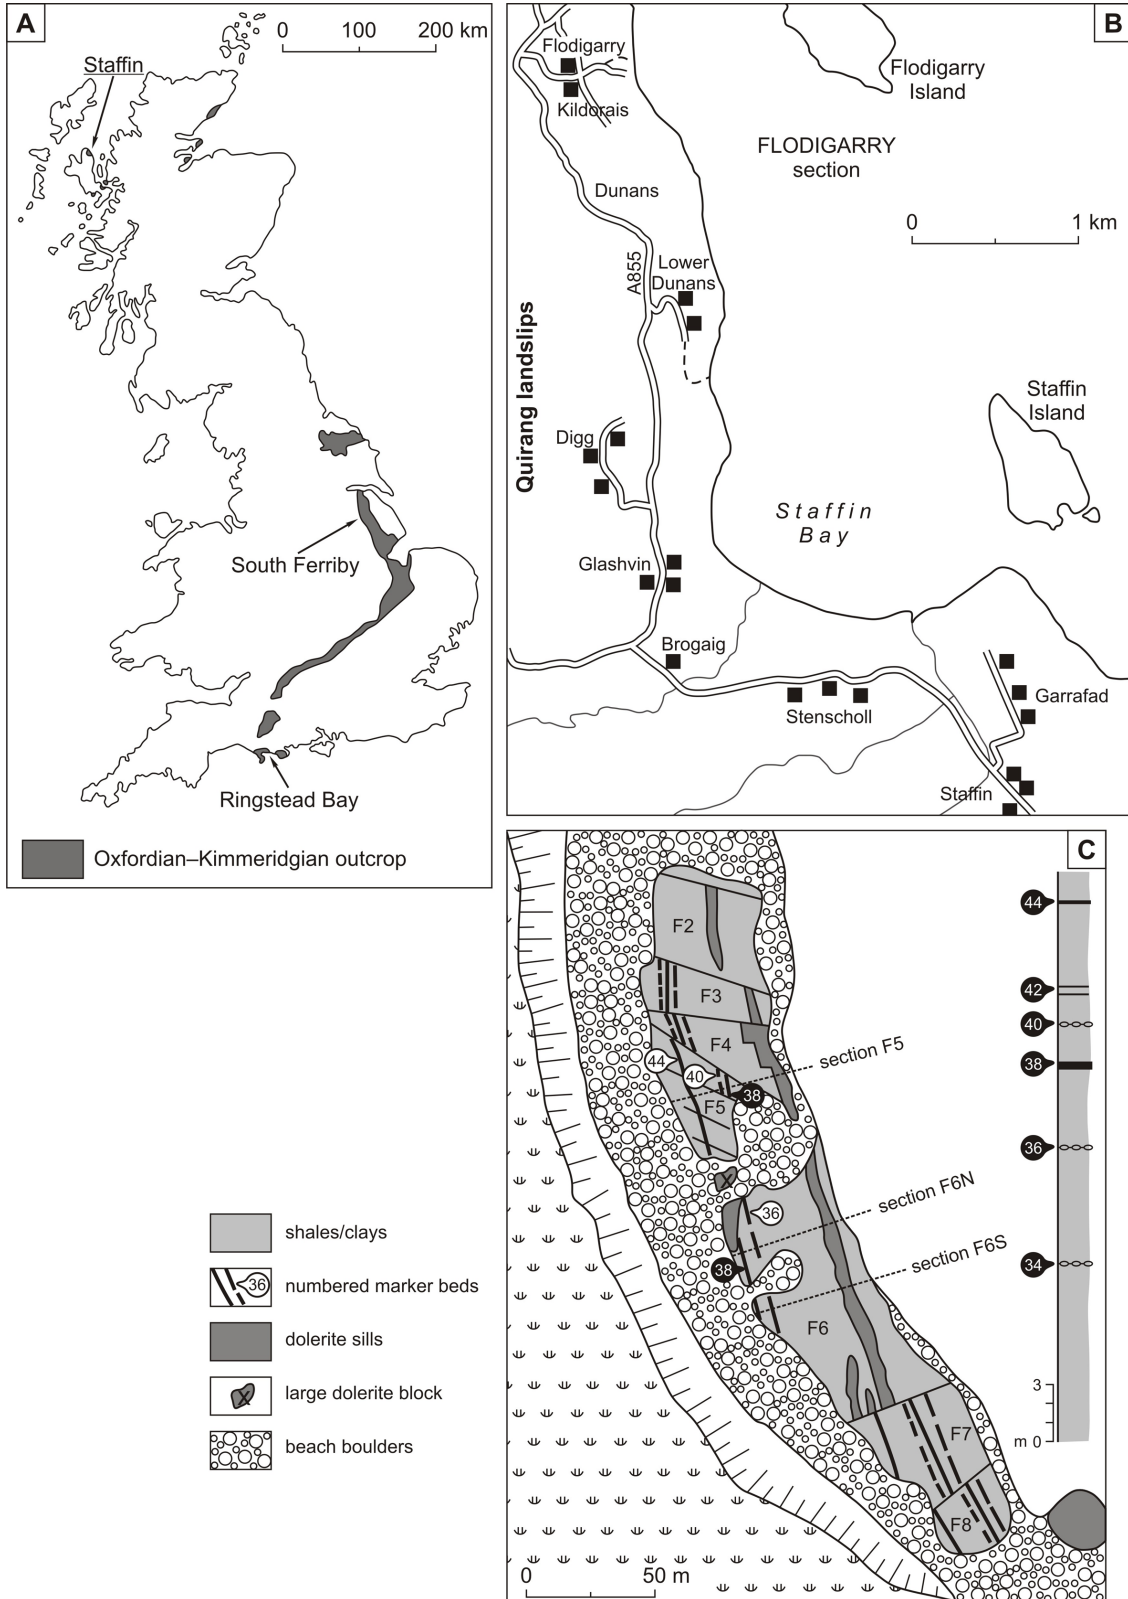 A
0 100 200 km
Staffin
South Ferriby
Ringstead Bay
Oxfordian–Kimmeridgian outcrop
B
Flodigarry
Kildorais
Flodigarry
Island
FLODIGARRY
section
Dunans
0 1 km
A855
Lower
Dunans
Quirang landslips
Staffin
Island
Digg
Staffin
Bay
Glashvin
Brogaig
Stenscholl
Garrafad
Staffin
C
F2
F3
F4
44
40
38
F5
section F5
X
36
section F6N
38
section F6S
F6
F7
F8
44
42
40
38
36
34
3
m 0
0 50 m
shales/clays
36
numbered marker beds
dolerite sills
X
large dolerite block
beach boulders